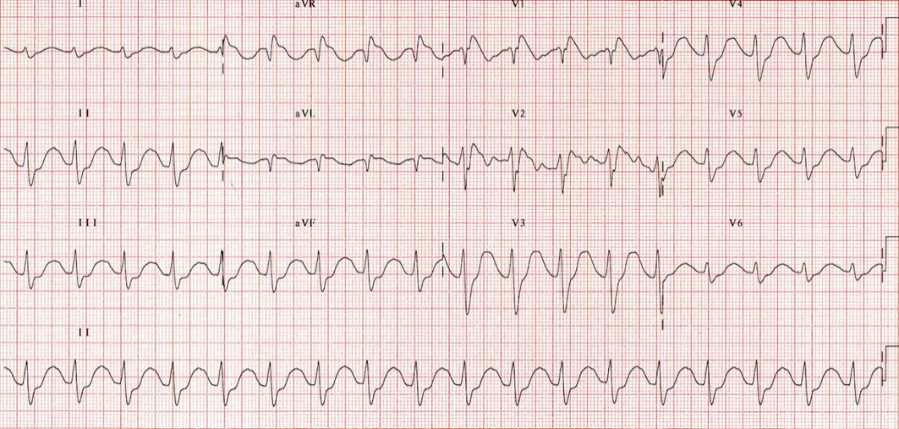 I aVR V1 V4
II aVL V2 V5
III aVF V3 V6
II